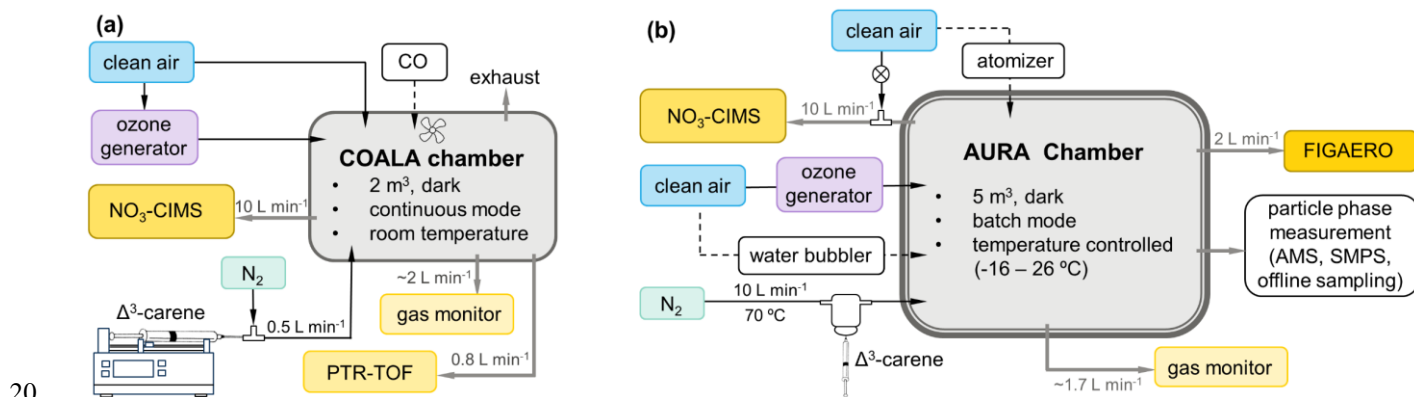 (a)
clean air
CO
exhaust
ozone
generator
COALA chamber
• 2 m³, dark
• continuous mode
• room temperature
NO₃-CIMS
10 L min⁻¹
N₂
Δ³-carene
0.5 L min⁻¹
~2 L min⁻¹
gas monitor
0.8 L min⁻¹
PTR-TOF
20
(b)
clean air
atomizer
NO₃-CIMS
10 L min⁻¹
AURA Chamber
• 5 m³, dark
• batch mode
• temperature controlled
(-16 – 26 ºC)
2 L min⁻¹
FIGAERO
clean air
ozone
generator
water bubbler
particle phase
measurement
(AMS, SMPS,
offline sampling)
N₂
10 L min⁻¹
70 ºC
Δ³-carene
~1.7 L min⁻¹
gas monitor